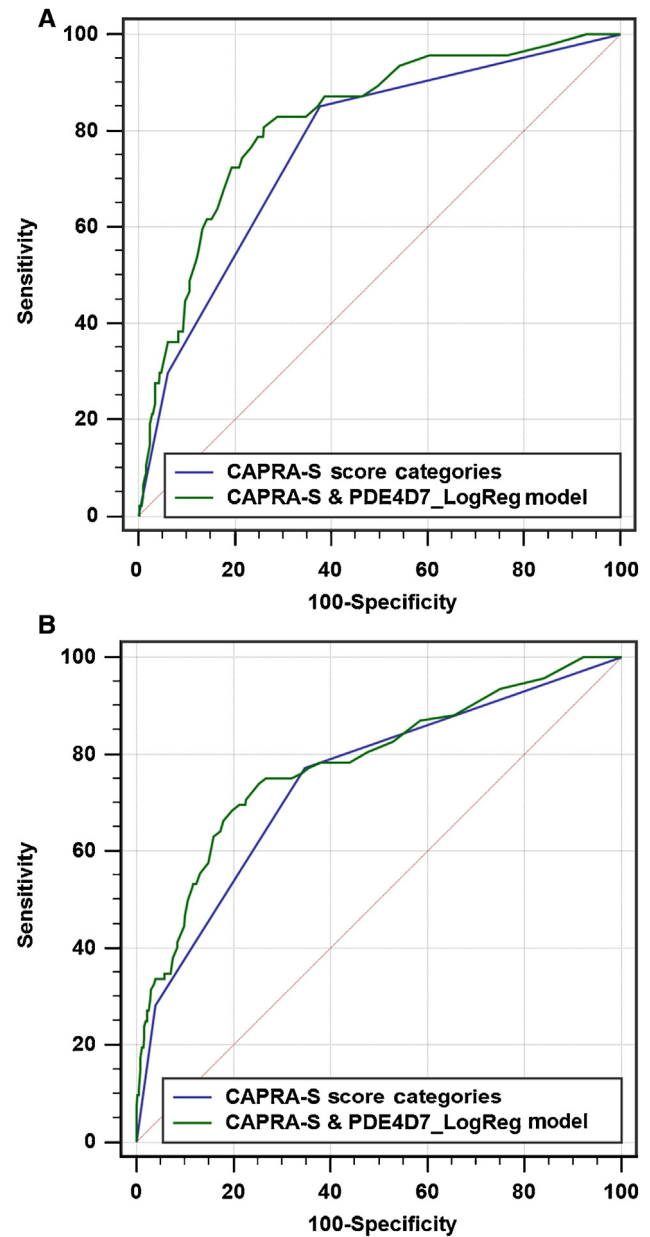 A
100
80
60
40
20
0
Sensitivity
CAPRA-S score categories
CAPRA-S & PDE4D7_LogReg model
0 20 40 60 80 100
100-Specificity
B
100
80
60
40
20
0
Sensitivity
CAPRA-S score categories
CAPRA-S & PDE4D7_LogReg model
0 20 40 60 80 100
100-Specificity